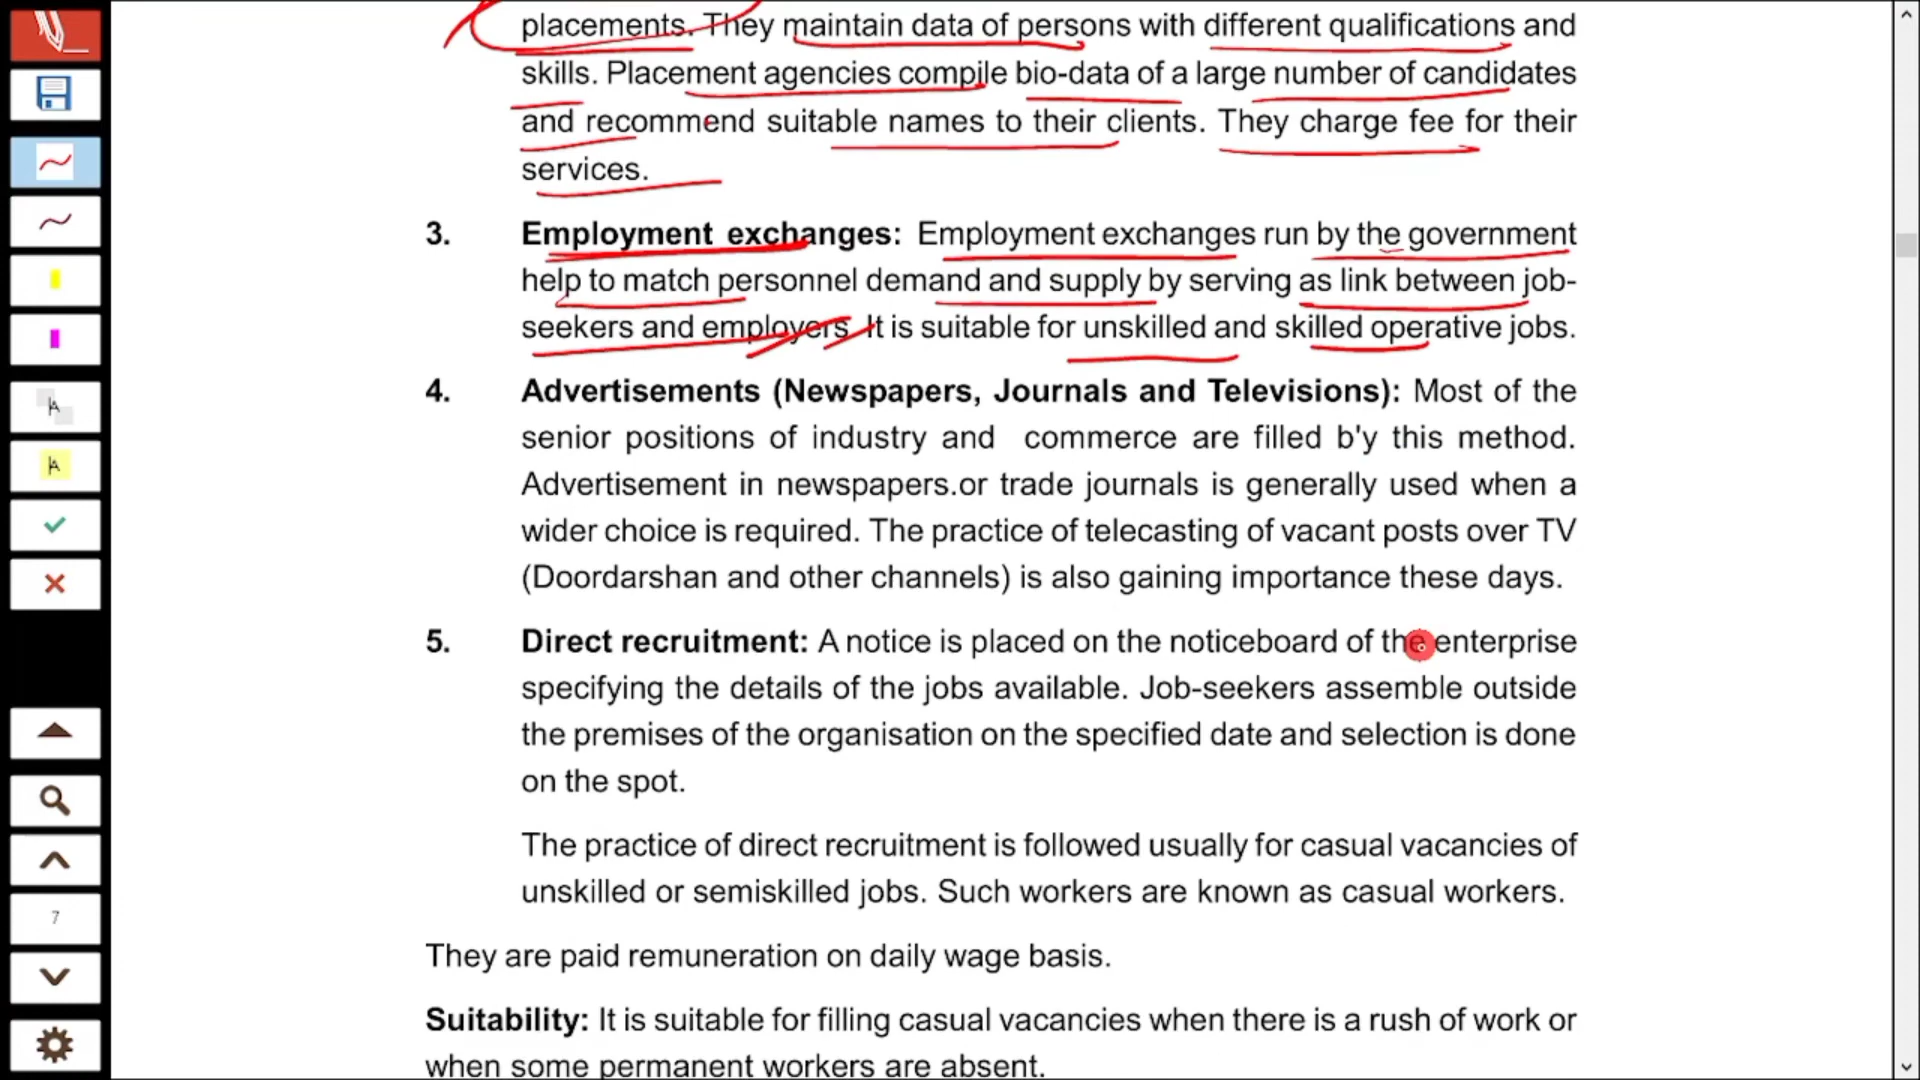 placements. They maintain data of persons with different qualifications and
skills. Placement agencies compile bio-data of a large number of candidates
and recommend suitable names to their clients. They charge fee for their
services.
3. Employment exchanges: Employment exchanges run by the government
help to match personnel demand and supply by serving as link between job-
seekers and employers. It is suitable for unskilled and skilled operative jobs.
4. Advertisements (Newspapers, Journals and Televisions): Most of the
senior positions of industry and commerce are filled b'y this method.
Advertisement in newspapers.or trade journals is generally used when a
wider choice is required. The practice of telecasting of vacant posts over TV
(Doordarshan and other channels) is also gaining importance these days.
5. Direct recruitment: A notice is placed on the noticeboard of the enterprise
specifying the details of the jobs available. Job-seekers assemble outside
the premises of the organisation on the specified date and selection is done
on the spot.
The practice of direct recruitment is followed usually for casual vacancies of
unskilled or semiskilled jobs. Such workers are known as casual workers.
They are paid remuneration on daily wage basis.
Suitability: It is suitable for filling casual vacancies when there is a rush of work or
when some permanent workers are absent.
A
A
7